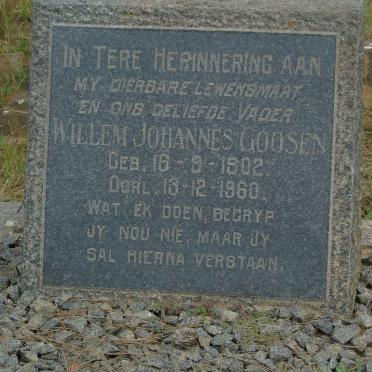 IN TERE HERINNERING AAN
MY DIERBARE LEWENSMAAT
EN ONS GELIEFDE VADER
WILLEM JOHANNES GOOSEN
GEB. 16-9-1902.
OORL. 13-12-1960.
WAT EK DOEN, BEGRYP
JY NOU NIE, MAAR JY
SAL HIERNA VERSTAAN.